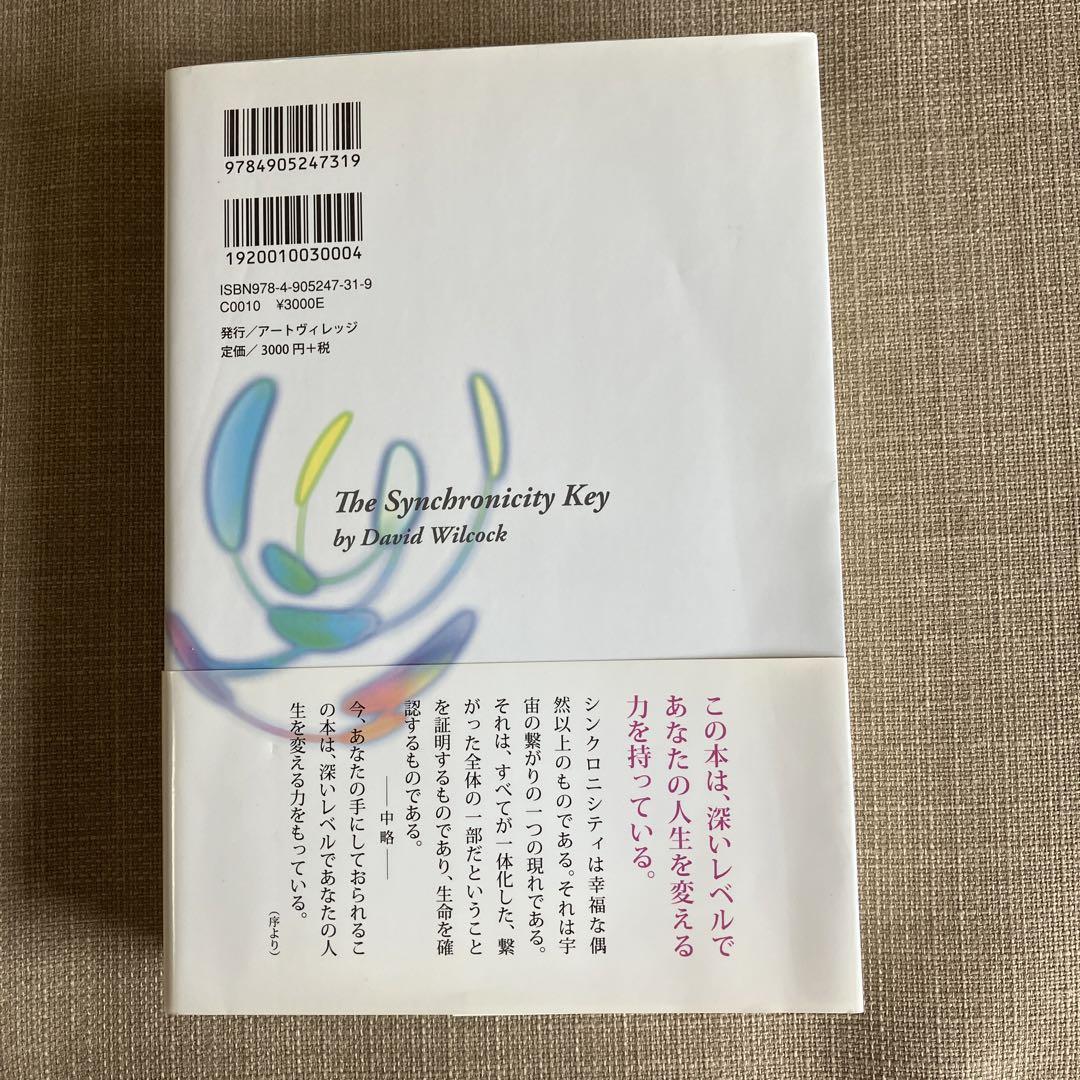 9784905247319
1920010030004
ISBN978-4-905247-31-9
C0010 ¥3000E
発行／アートヴィレッジ
定価／3000円＋税
The Synchronicity Key
by David Wilcock
この本は、深いレベルで
あなたの人生を変える
力を持っている。
シンクロニシティは幸福な偶
然以上のものである。それは宇
宙の繋がりの一つの現れである。
それは、すべてが一体化した、繋
がった全体の一部だということ
を証明するものであり、生命を確
認するものである。
――中略――
今、あなたの手にしておられるこ
の本は、深いレベルであなたの人
生を変える力をもっている。
（序より）